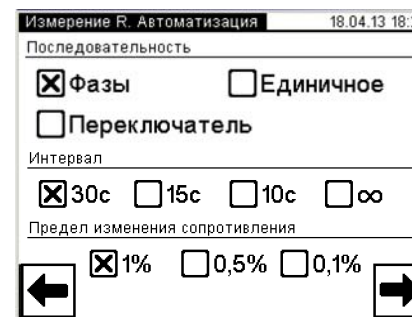 Измерение R. Автоматизация 18.04.13 18:
Последовательность
Фазы Единичное
Переключатель
Интервал
30с 15с 10с ∞
Предел изменения сопротивления
1% 0,5% 0,1%